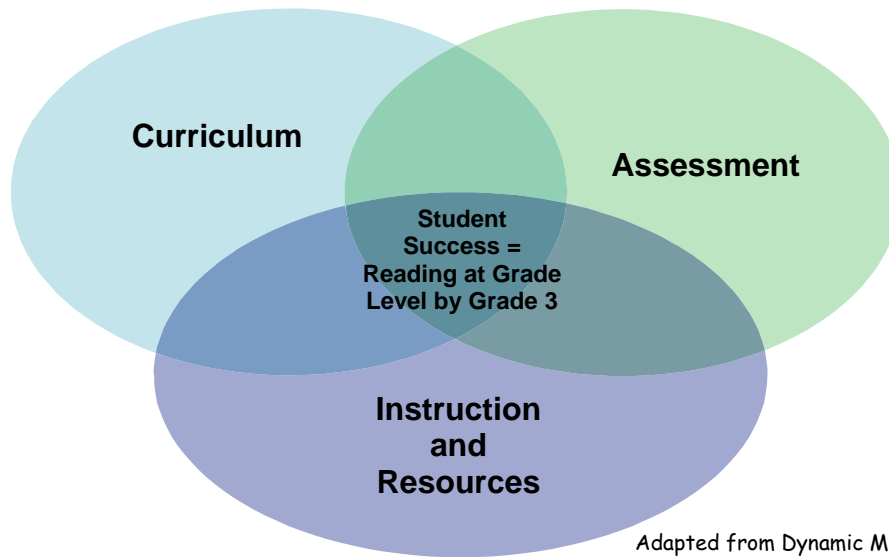 Curriculum
Assessment
Student
Success =
Reading at Grade
Level by Grade 3
Instruction
and
Resources
Adapted from Dynamic M